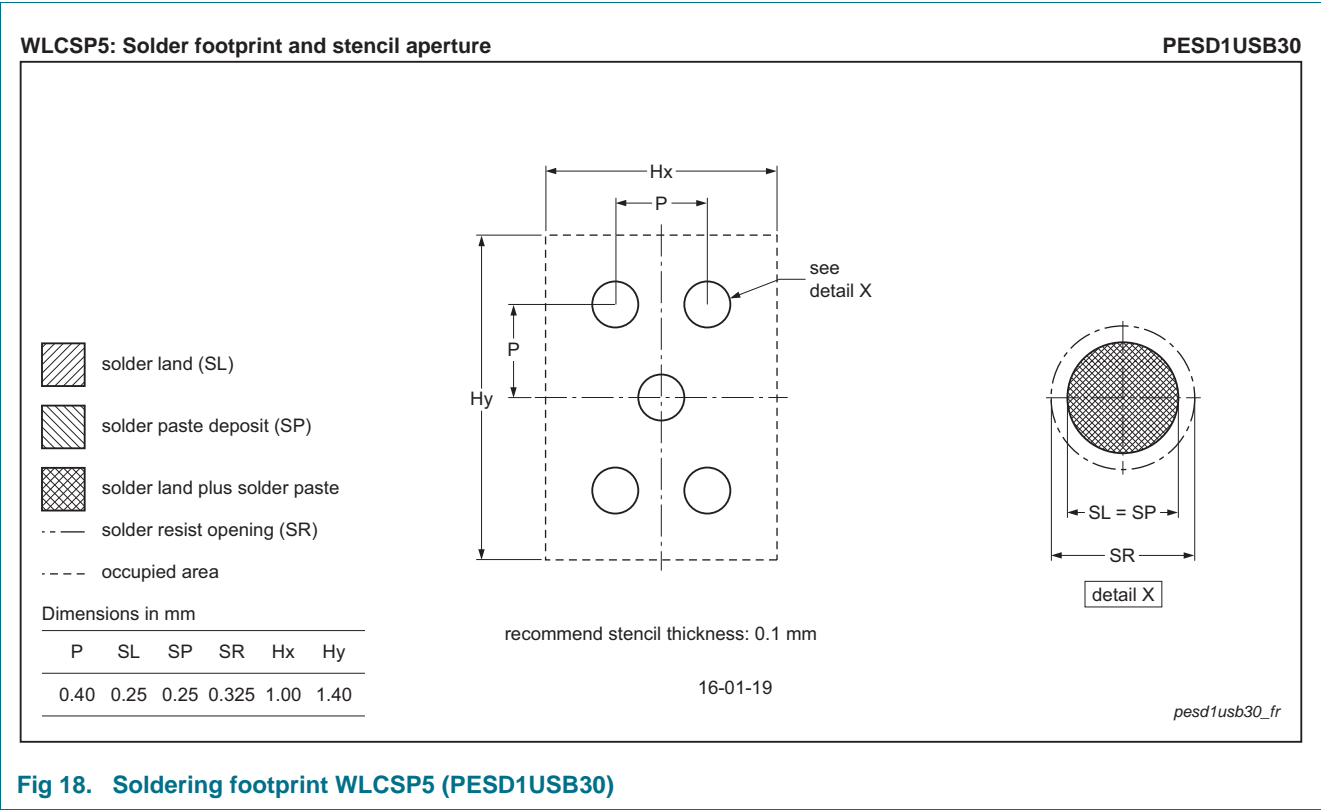 WLCSP5: Solder footprint and stencil aperture PESD1USB30
Hx
P
see
detail X
P
Hy
solder land (SL)
solder paste deposit (SP)
solder land plus solder paste
solder resist opening (SR)
occupied area
SL = SP
SR
detail X
Dimensions in mm
P SL SP SR Hx Hy
0.40 0.25 0.25 0.325 1.00 1.40
recommend stencil thickness: 0.1 mm
16-01-19
pesd1usb30_fr
Fig 18. Soldering footprint WLCSP5 (PESD1USB30)